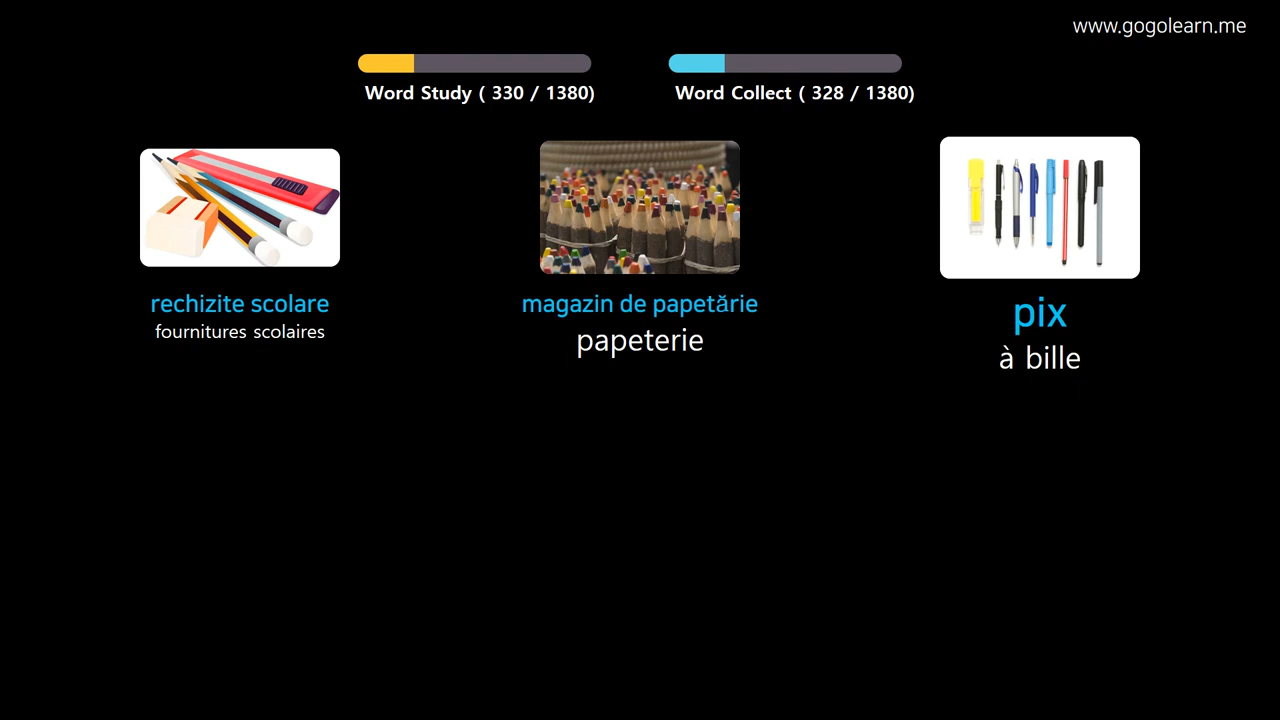 www.gogolearn.me
Word Study ( 330 / 1380)
Word Collect ( 328 / 1380)
rechizite scolare
fournitures scolaires
magazin de papetărie
papeterie
pix
à bille